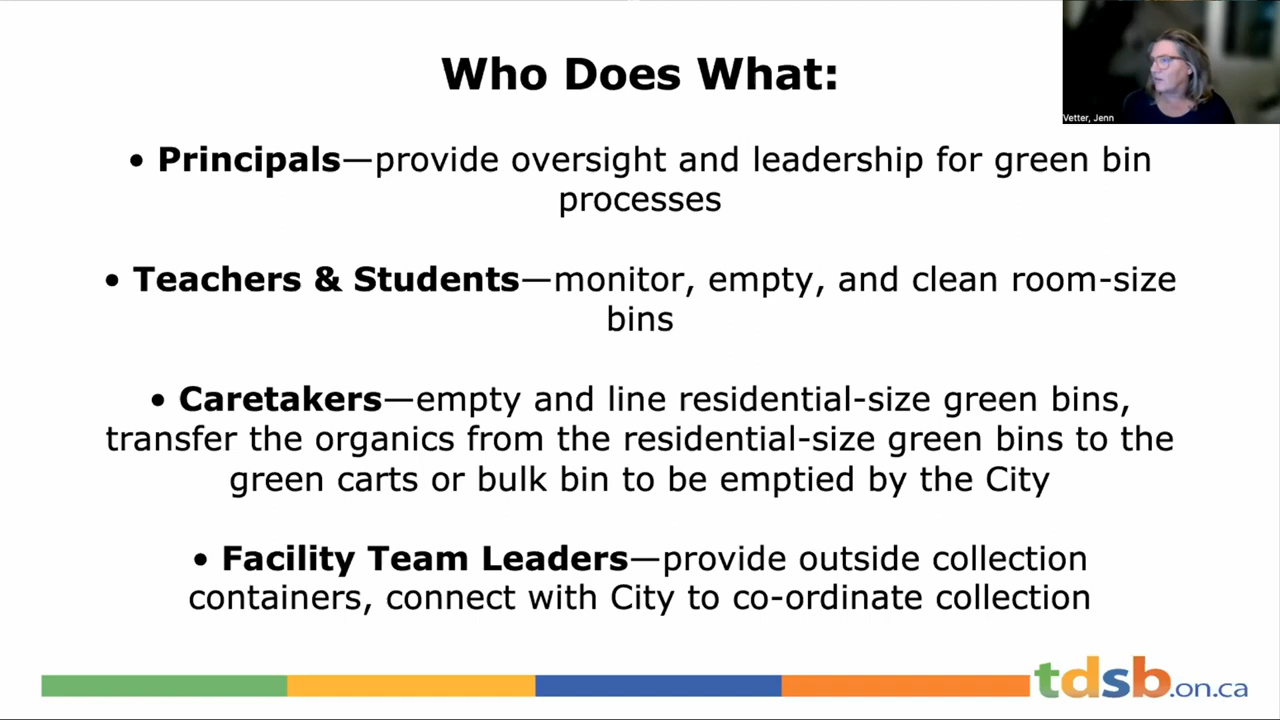 Who Does What:
Vetter, Jenn
• Principals—provide oversight and leadership for green bin
processes
• Teachers & Students—monitor, empty, and clean room-size
bins
• Caretakers—empty and line residential-size green bins,
transfer the organics from the residential-size green bins to the
green carts or bulk bin to be emptied by the City
• Facility Team Leaders—provide outside collection
containers, connect with City to co-ordinate collection
tdsb.on.ca